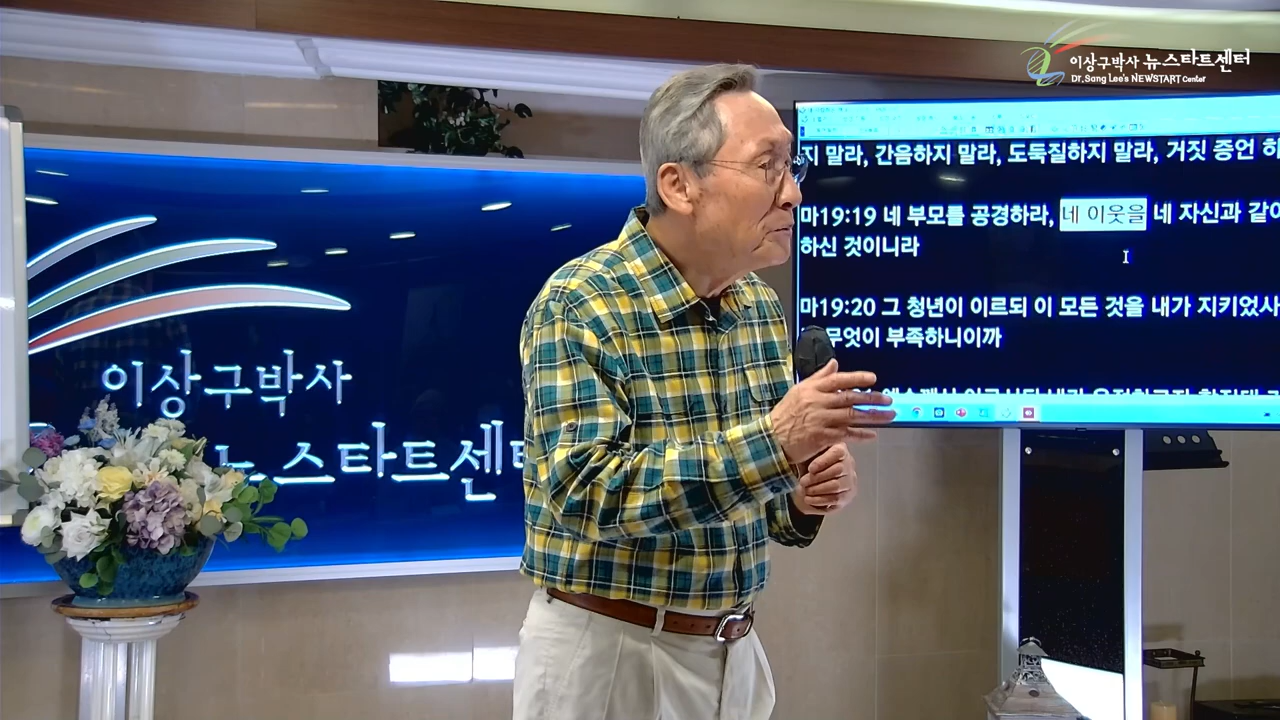 이상구박사 뉴스타트센터
Dr. Sang Lee's NEWSTART Center
지 말라, 간음하지 말라, 도둑질하지 말라, 거짓 증언 하
마19:19 네 부모를 공경하라, 네 이웃을 네 자신과 같이
하신 것이니라
마19:20 그 청년이 이르되 이 모든 것을 내가 지키었사
무엇이 부족하니이까
이상구박사
뉴스타트센터